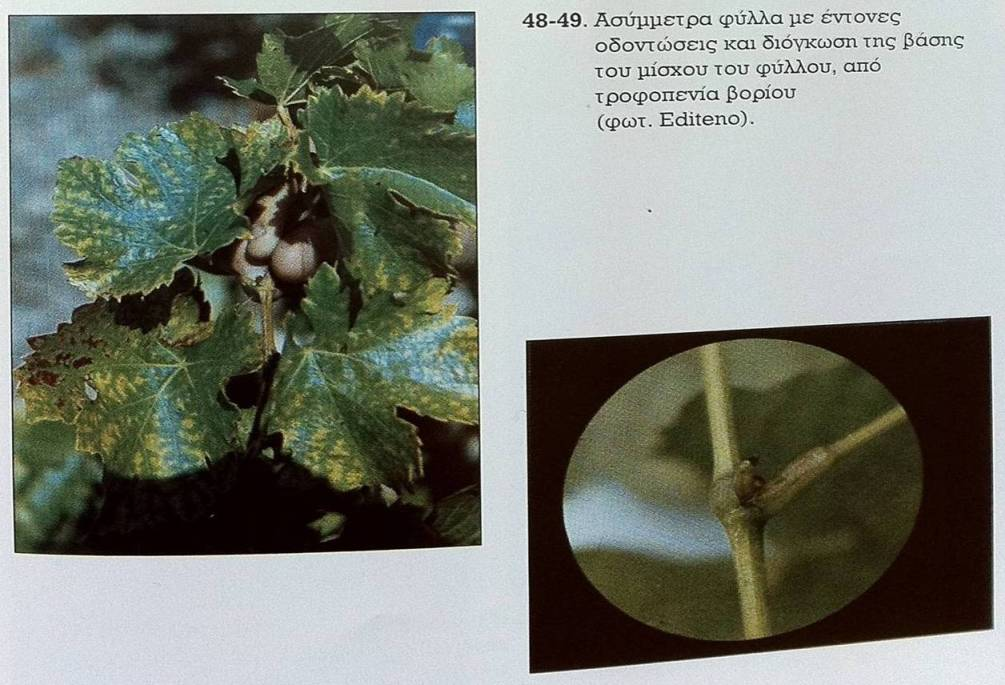 48-49. Ασύμμετρα φύλλα με έντονες
οδοντώσεις και διόγκωση της βάσης
του μίσχου του φύλλου, από
τροφοπενία βορίου
(φωτ. Editeno).